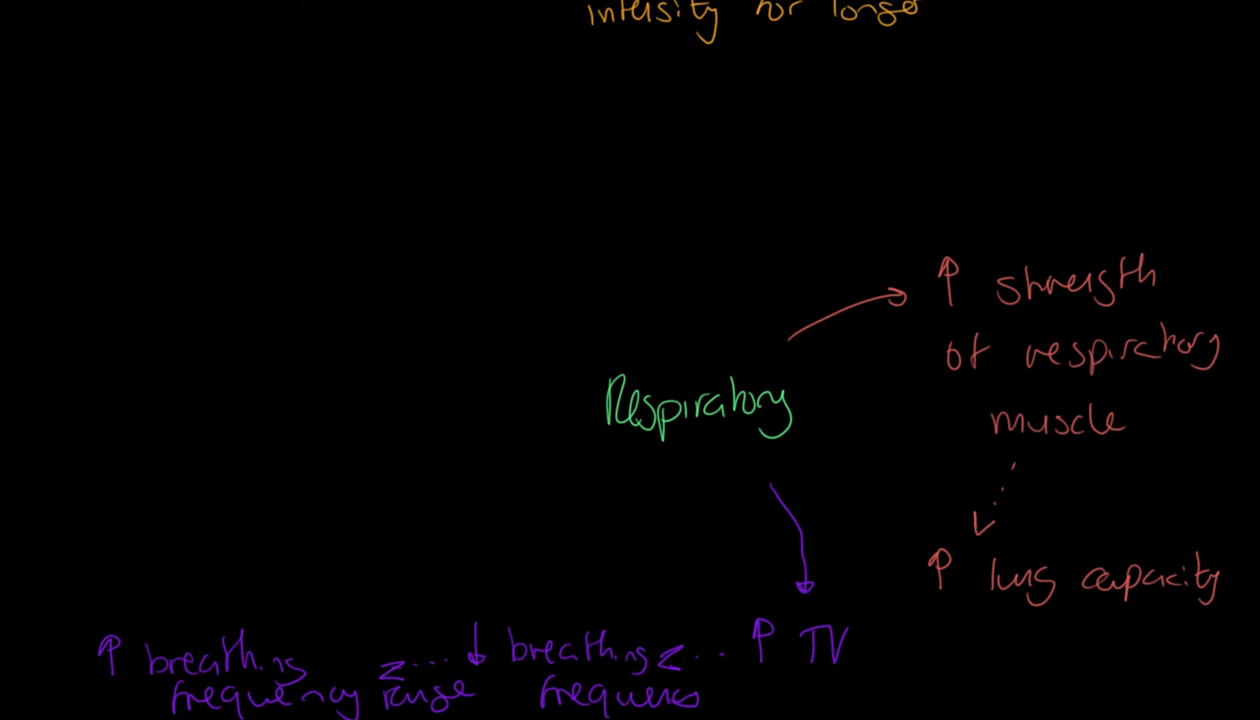 intensity for longer
↑ strength
of respiratory
muscle
Respiratory
↑ lung capacity
↑ TV
↓ breathing
frequency
↑ breathing
frequency range